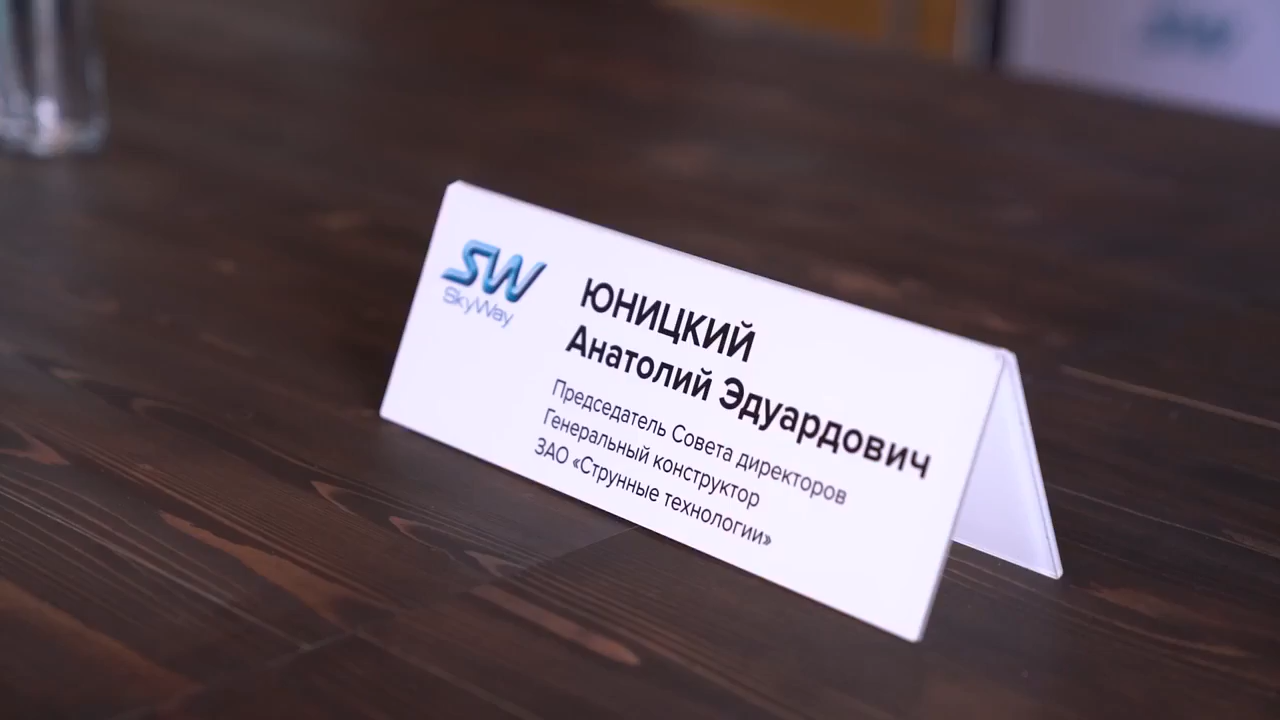 SW
SkyWay
ЮНИЦКИЙ
Анатолий Эдуардович
Председатель Совета директоров
Генеральный конструктор
ЗАО «Струнные технологии»